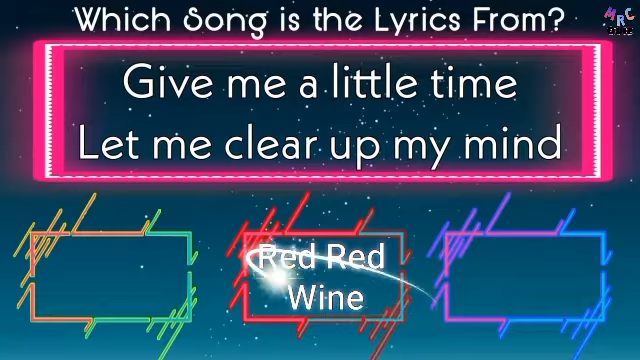 Which Song is the Lyrics From?
MRC
Give me a little time
Let me clear up my mind
Red Red
Wine